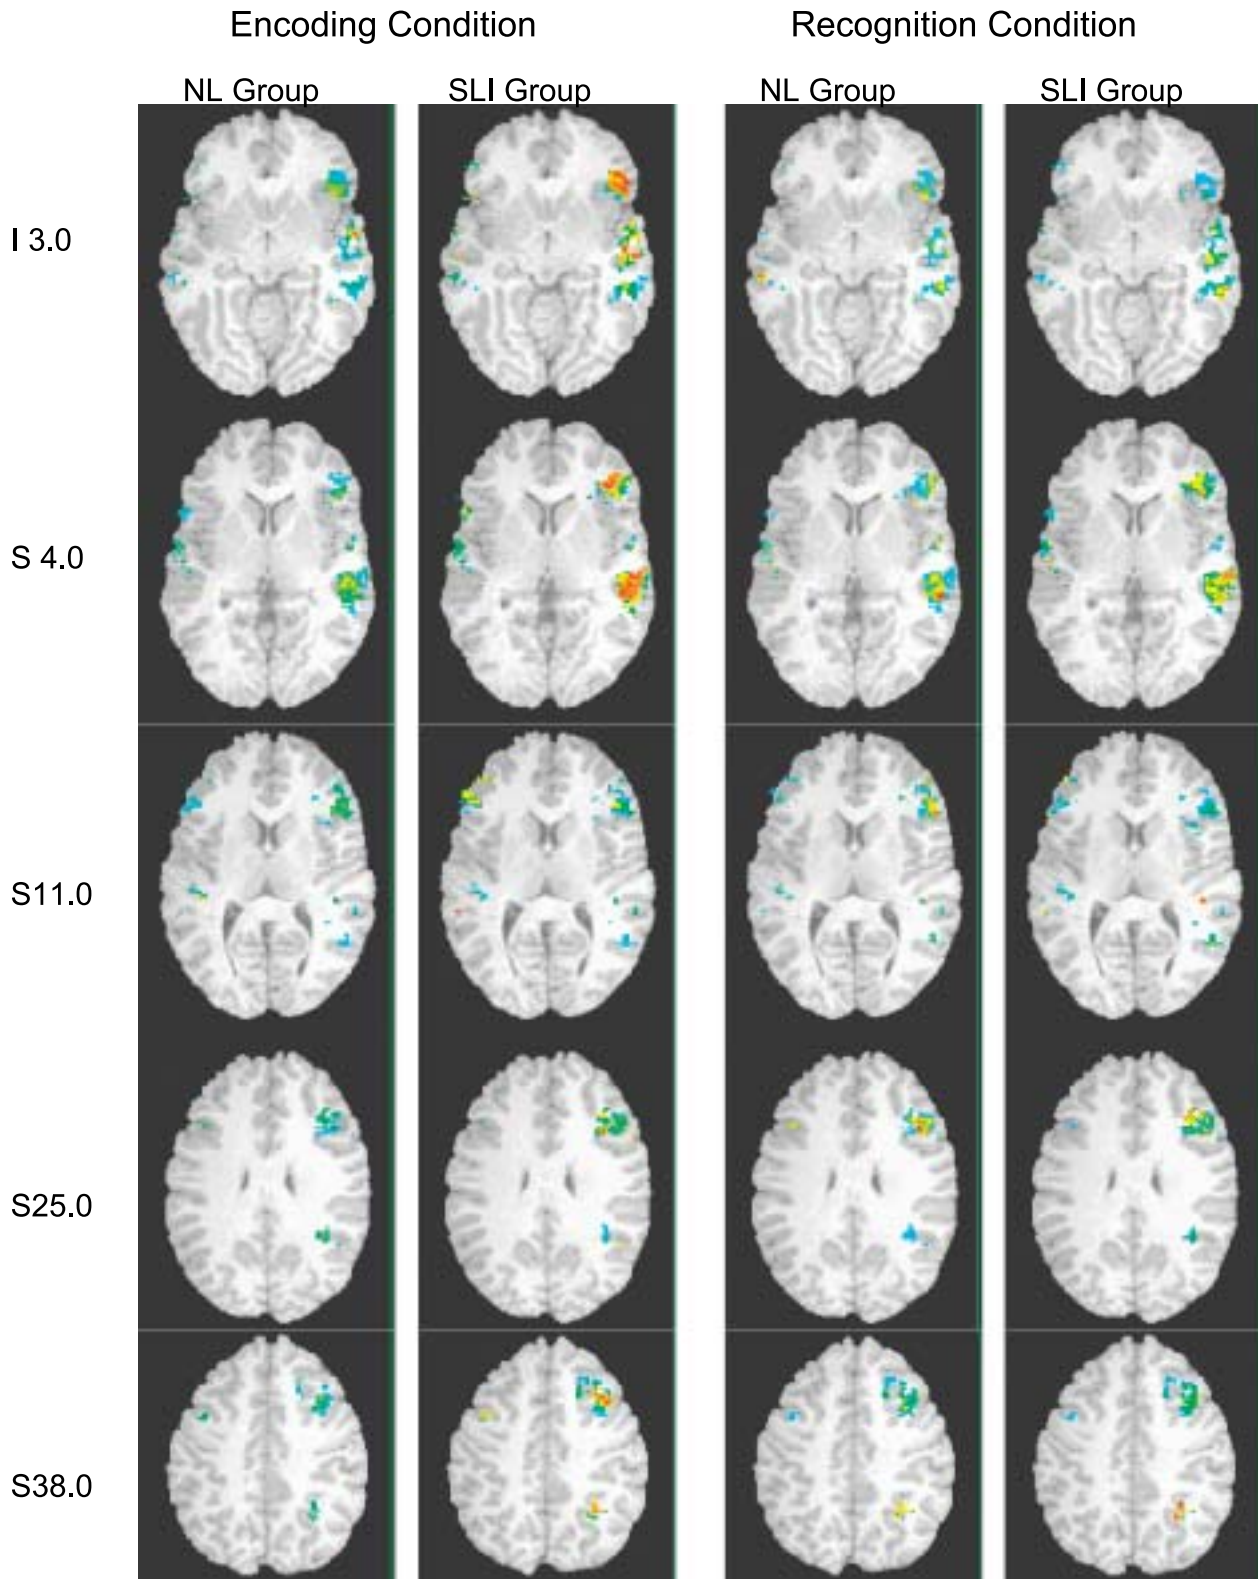 Encoding Condition Recognition Condition
NL Group SLI Group NL Group SLI Group
I 3.0
S 4.0
S11.0
S25.0
S38.0